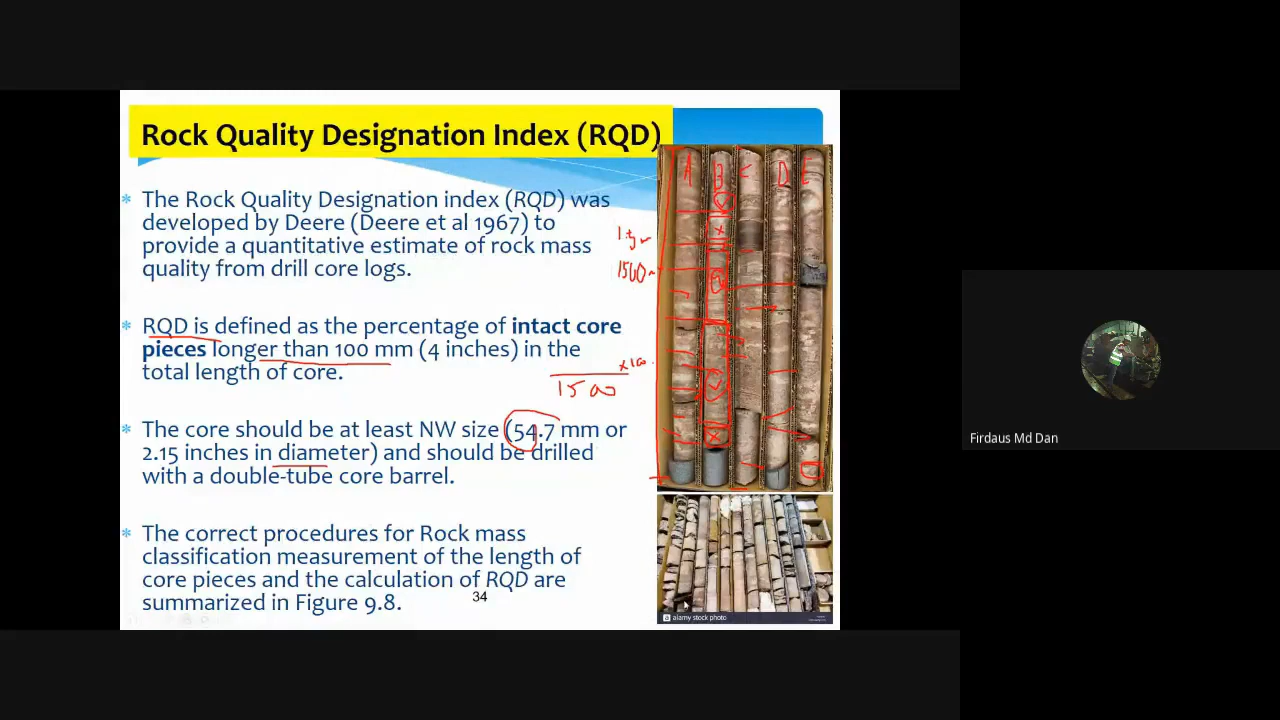 Rock Quality Designation Index (RQD)
* The Rock Quality Designation index (RQD) was
developed by Deere (Deere et al 1967) to
provide a quantitative estimate of rock mass
quality from drill core logs.
* RQD is defined as the percentage of intact core
pieces longer than 100 mm (4 inches) in the
total length of core.
x100
1500
* The core should be at least NW size (54.7 mm or
2.15 inches in diameter) and should be drilled
with a double-tube core barrel.
* The correct procedures for Rock mass
classification measurement of the length of
core pieces and the calculation of RQD are
summarized in Figure 9.8.
34
A B C D E
alamy stock photo
Firdaus Md Dan